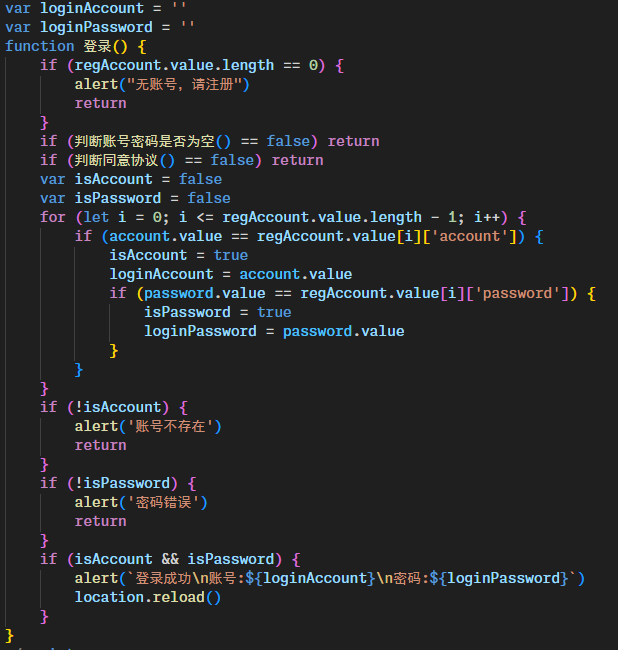 var loginAccount = ''
var loginPassword = ''
function 登录() {
    if (regAccount.value.length == 0) {
        alert("无账号，请注册")
        return
    }
    if (判断账号密码是否为空() == false) return
    if (判断同意协议() == false) return
    var isAccount = false
    var isPassword = false
    for (let i = 0; i <= regAccount.value.length - 1; i++) {
        if (account.value == regAccount.value[i]['account']) {
            isAccount = true
            loginAccount = account.value
            if (password.value == regAccount.value[i]['password']) {
                isPassword = true
                loginPassword = password.value
            }
        }
    }
    if (!isAccount) {
        alert('账号不存在')
        return
    }
    if (!isPassword) {
        alert('密码错误')
        return
    }
    if (isAccount && isPassword) {
        alert(`登录成功\n账号:${loginAccount}\n密码:${loginPassword}`)
        location.reload()
    }
}